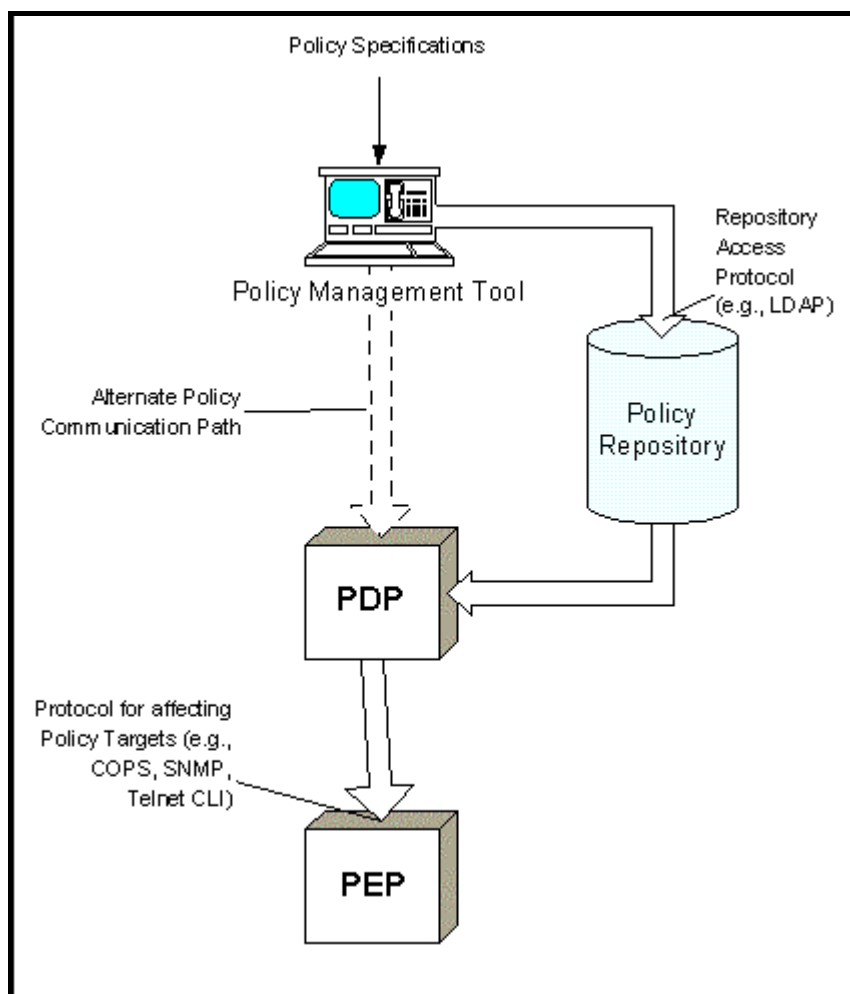 Policy Specifications
Repository
Access
Protocol
(e.g., LDAP)
Policy Management Tool
Alternate Policy
Communication Path
Policy
Repository
PDP
Protocol for affecting
Policy Targets (e.g.,
COPS, SNMP,
Telnet CLI)
PEP